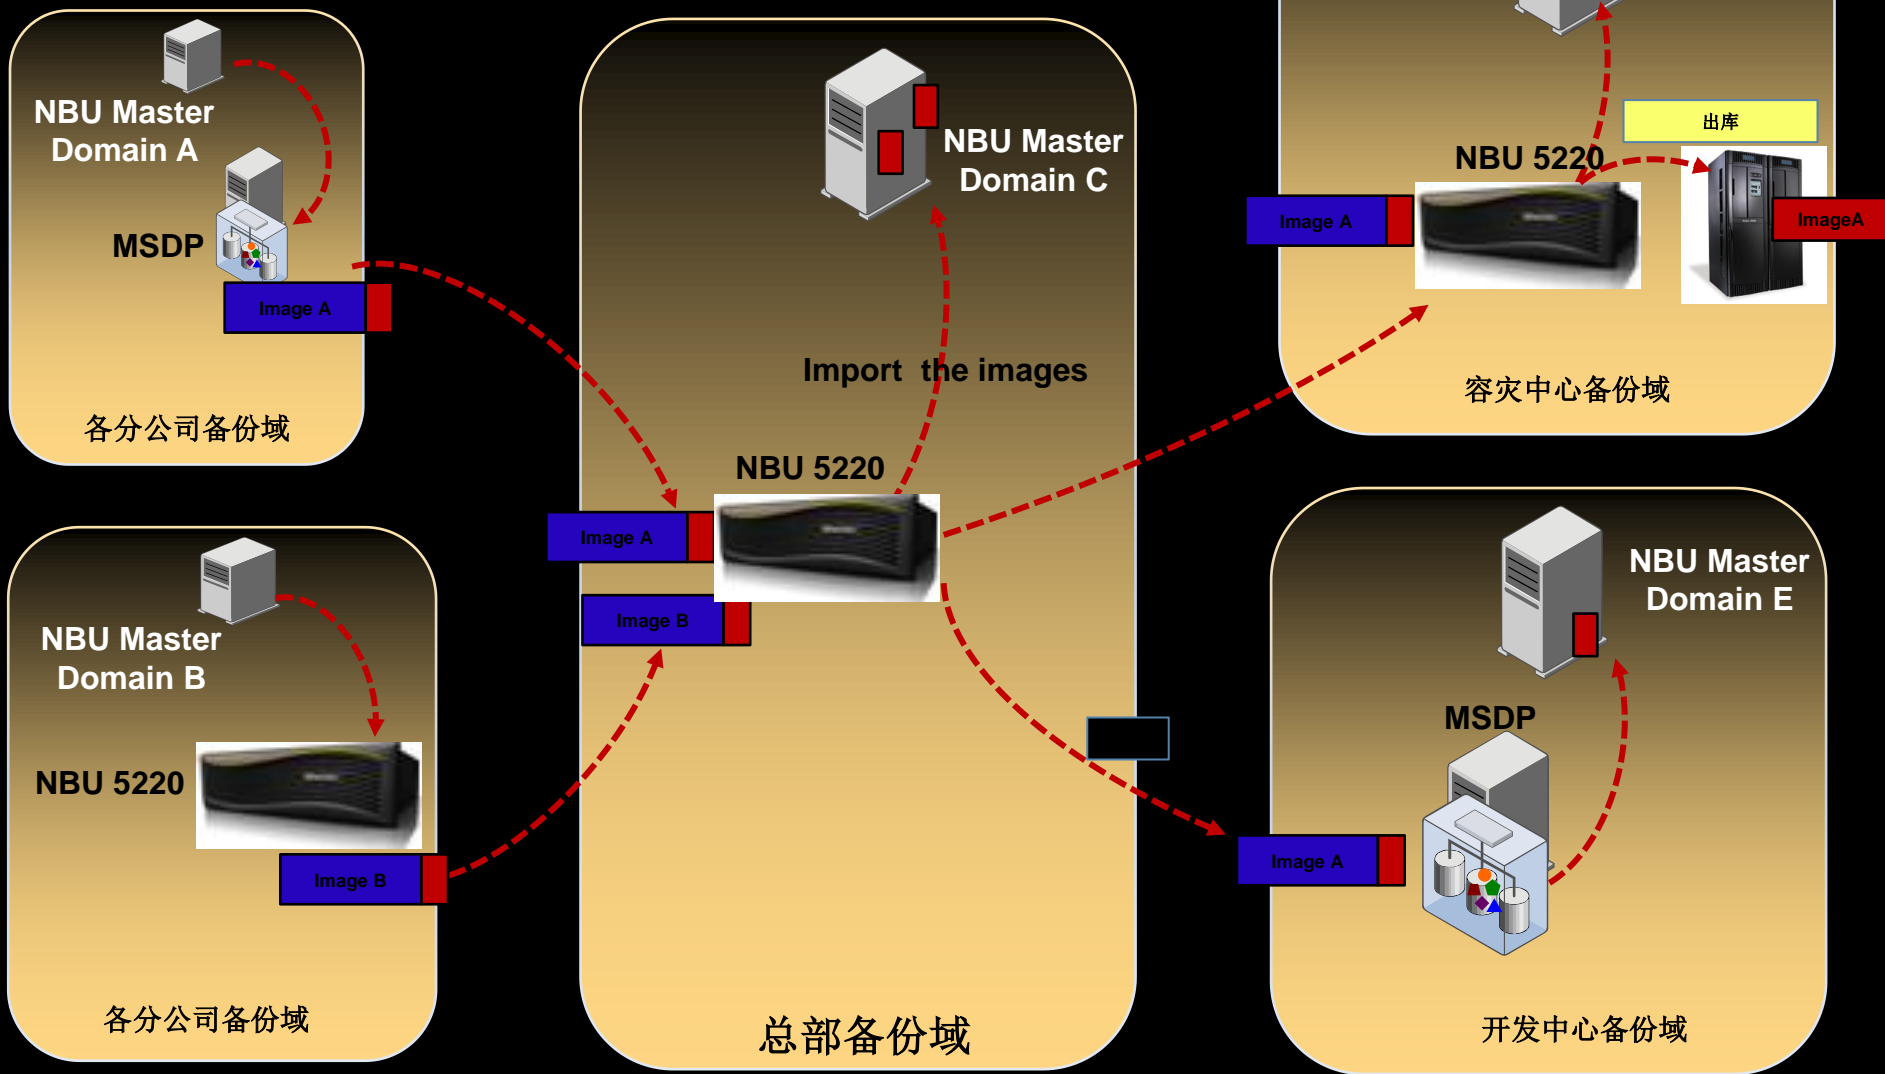 NBU Master
Domain A
MSDP
Image A
各分公司备份域
NBU Master
Domain B
NBU 5220
Image B
各分公司备份域
NBU Master
Domain C
Import the images
NBU 5220
Image A
Image B
总部备份域
出库
NBU 5220
Image A
ImageA
容灾中心备份域
NBU Master
Domain E
MSDP
Image A
开发中心备份域